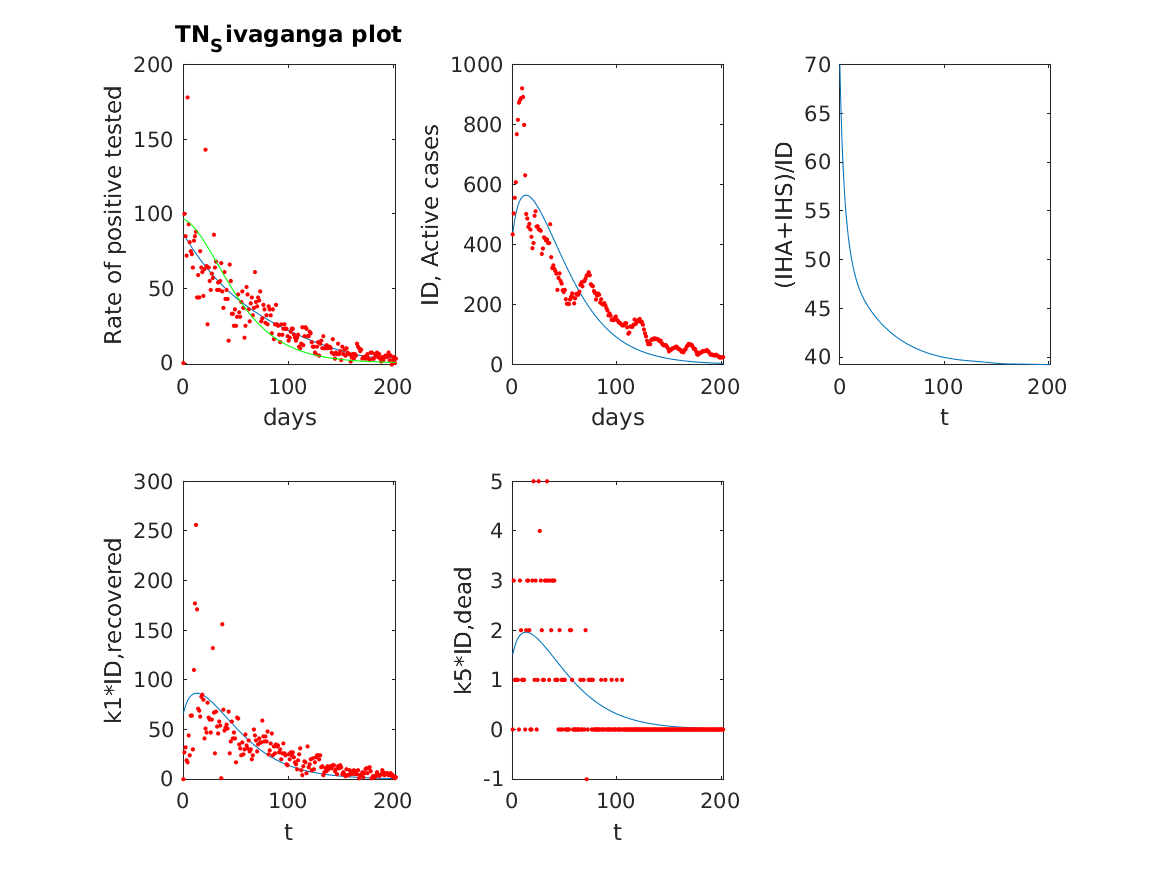 TNSivaganga plot
Rate of positive tested
200
150
100
50
0
0 100 200
days
ID, Active cases
1000
800
600
400
200
0
0 100 200
days
(IHA+IHS)/ID
70
65
60
55
50
45
40
0 100 200
t
k1*ID,recovered
300
250
200
150
100
50
0
0 100 200
t
k5*ID,dead
5
4
3
2
1
0
-1
0 100 200
t